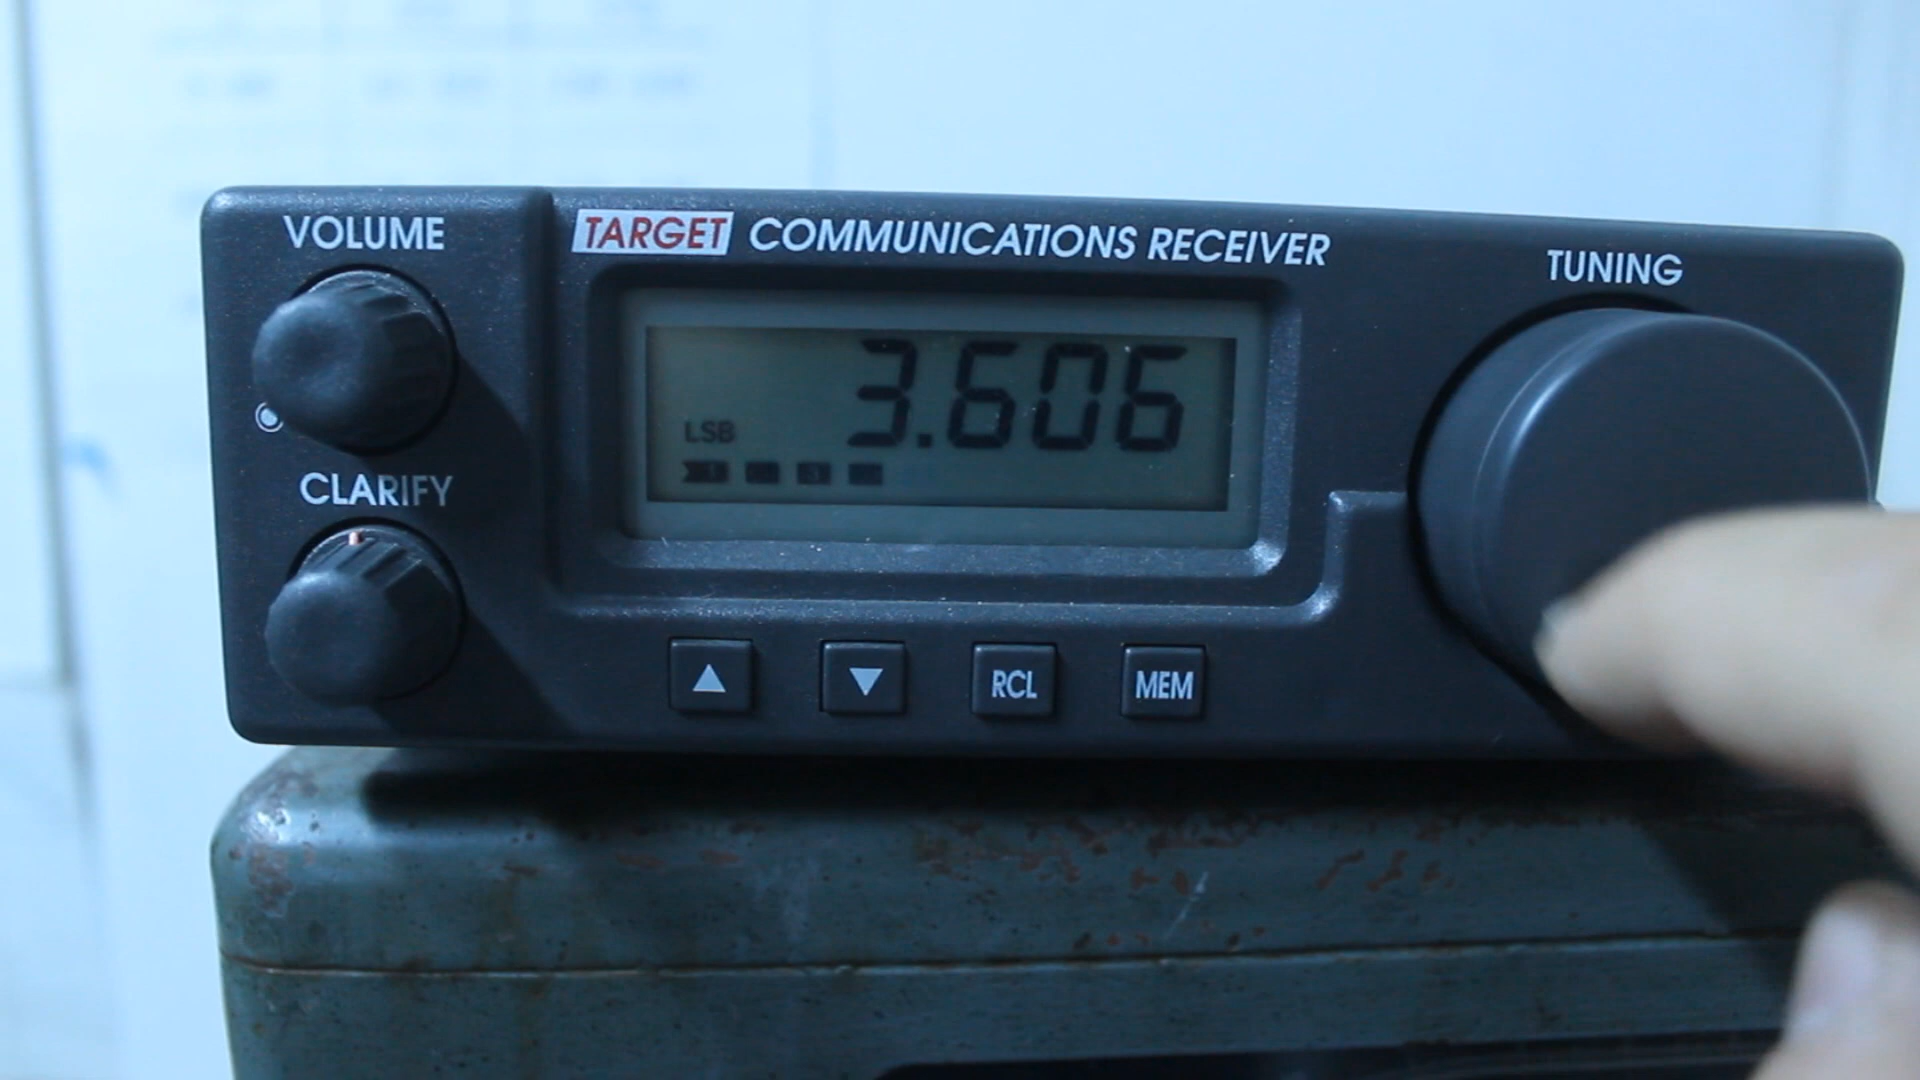 VOLUME
TARGET COMMUNICATIONS RECEIVER
TUNING
3.606
LSB
CLARIFY
▲ ▼ RCL MEM